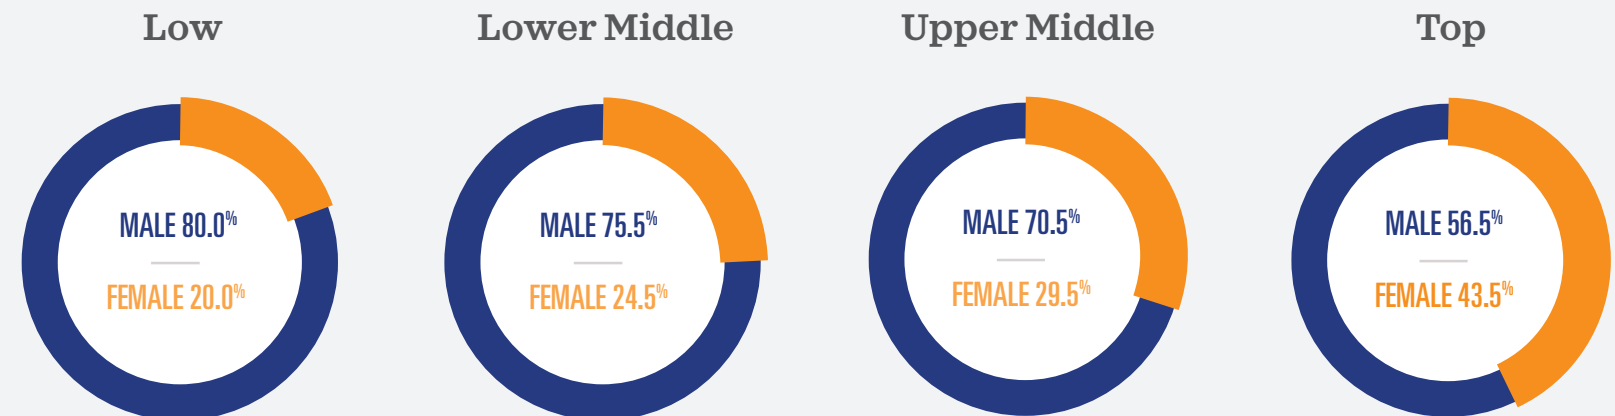 Low
MALE 80.0%
FEMALE 20.0%
Lower Middle
MALE 75.5%
FEMALE 24.5%
Upper Middle
MALE 70.5%
FEMALE 29.5%
Top
MALE 56.5%
FEMALE 43.5%